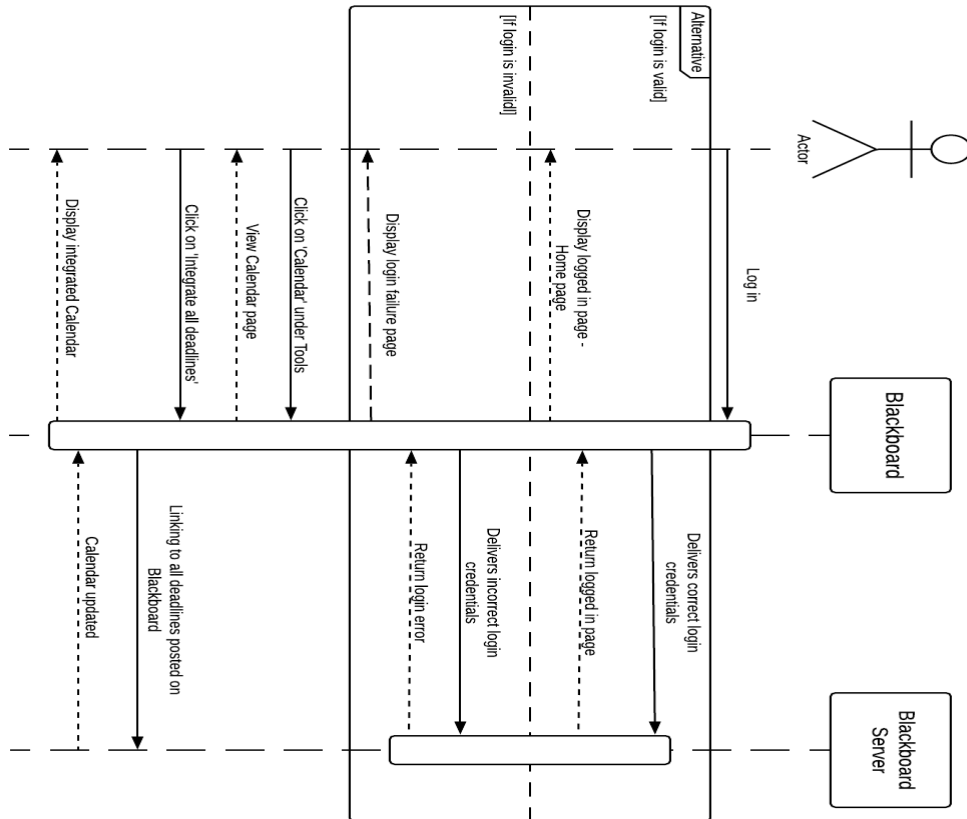 Actor
Blackboard
Blackboard
Server
Log in
Alternative
[If login is valid]
Delivers correct login
credentials
Return logged in page
Display logged in page -
Home page
[If login is invalidl]
Delivers incorrect login
credentials
Return login error
Display login failure page
Click on 'Calendar' under Tools
View Calendar page
Click on 'Integrate all deadlines'
Linking to all deadlines posted on
Blackboard
Calendar updated
Display integrated Calendar